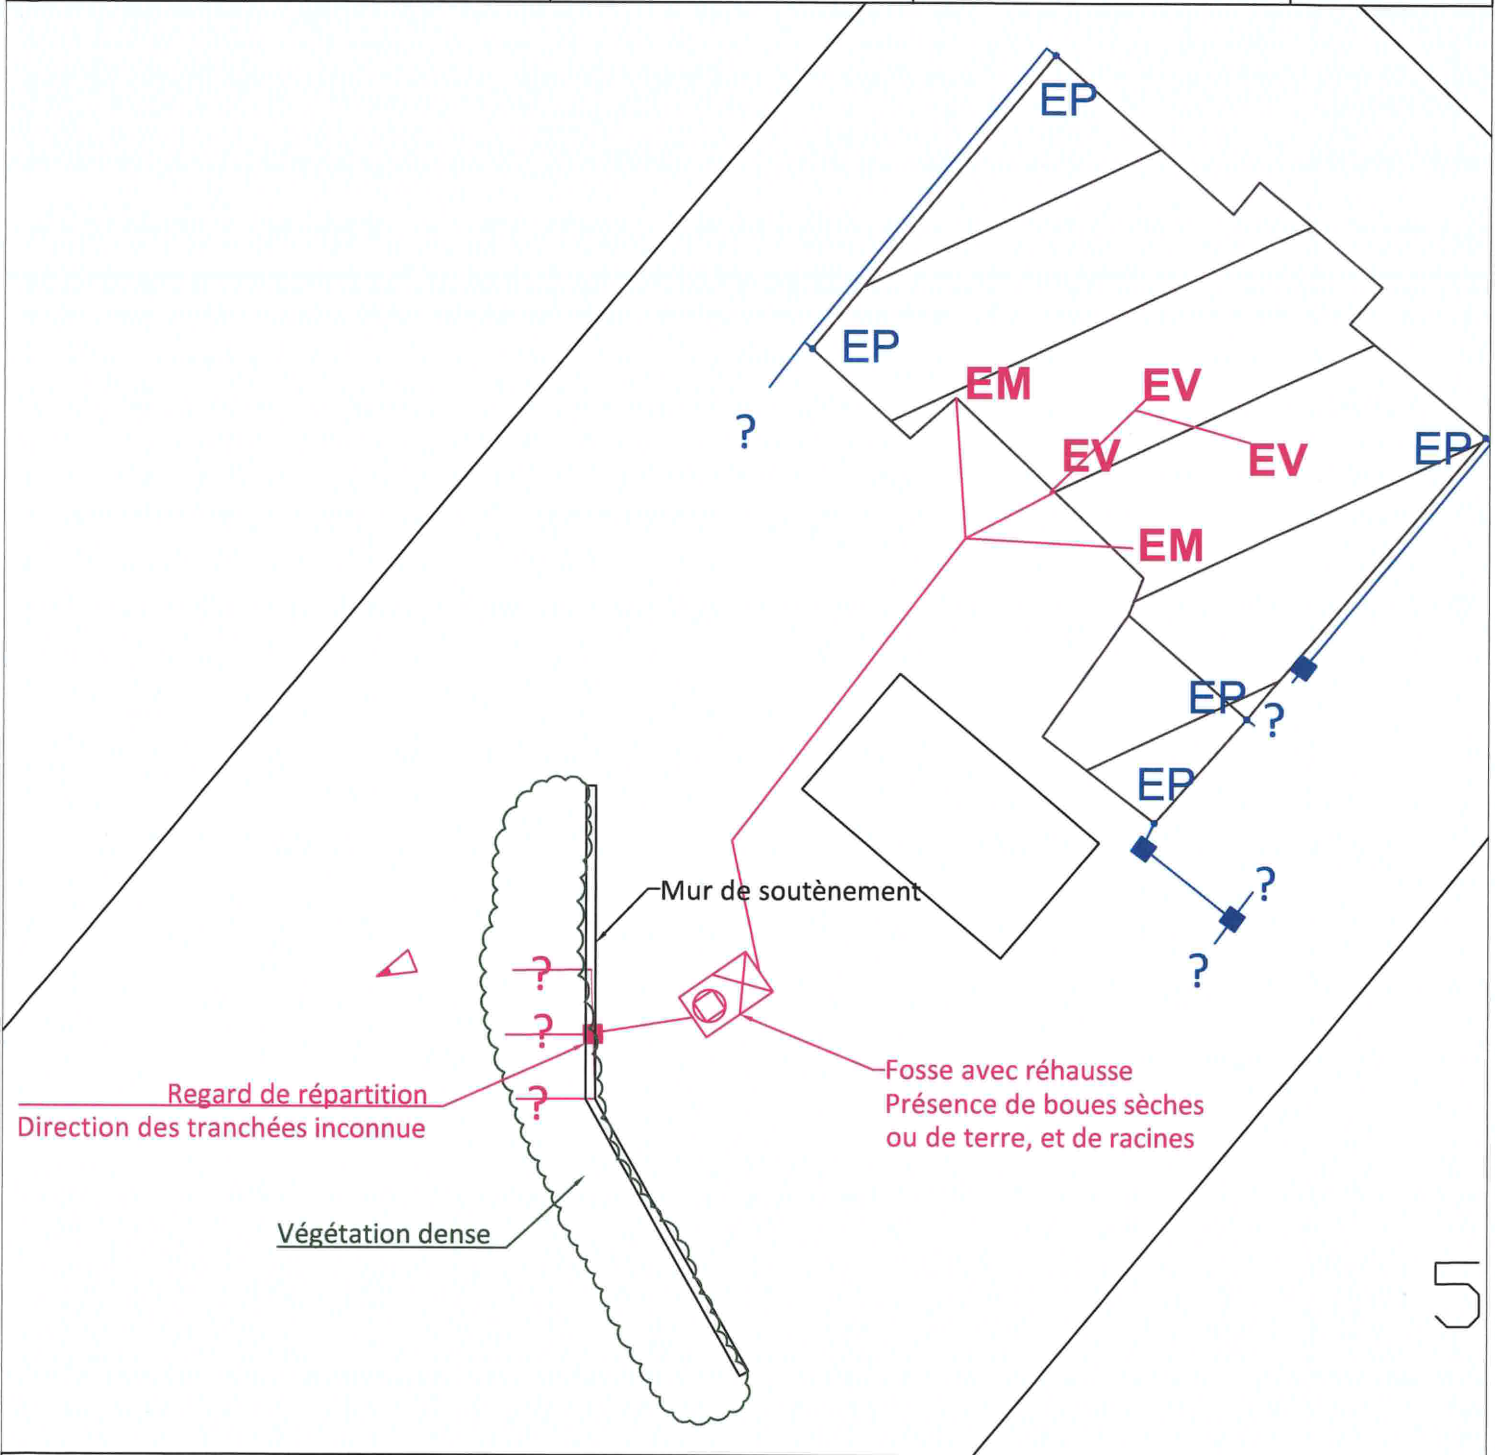 EP
EP
?
EM
EV
EV
EV
EP
EM
EP
?
EP
?
?
Mur de soutènement
?
?
?
Regard de répartition
Direction des tranchées inconnue
Fosse avec réhausse
Présence de boues sèches
ou de terre, et de racines
Végétation dense
5